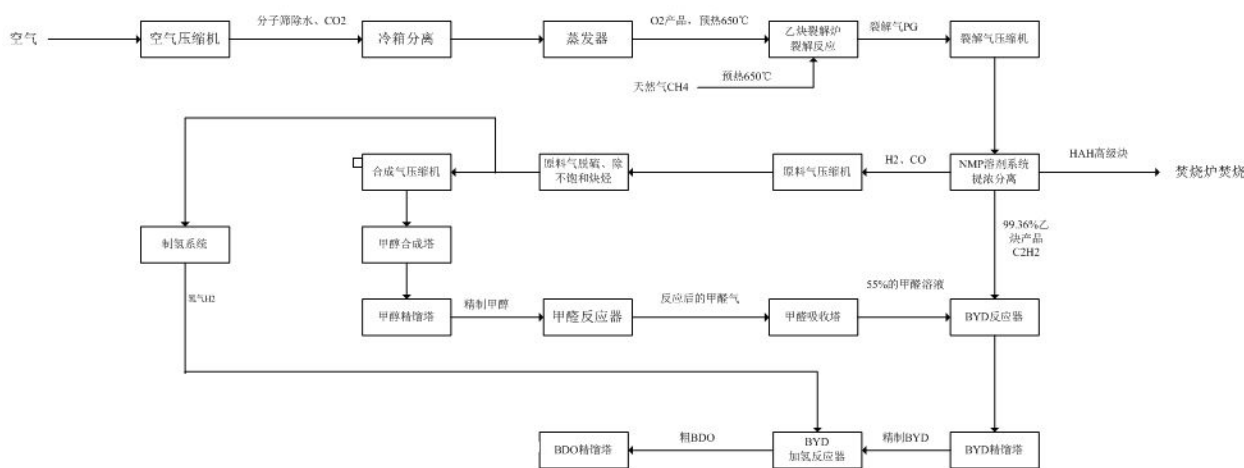 空气
空气压缩机
分子筛除水、CO2
冷箱分离
蒸发器
O2产品，预热650℃
乙炔裂解炉
裂解反应
裂解气PG
裂解气压缩机
天然气CH4
预热650℃
合成气压缩机
原料气脱硫、除
不饱和炔烃
原料气压缩机
H2、CO
NMP溶剂系统
提浓分离
HAH高级炔
焚烧炉焚烧
制氢系统
甲醇合成塔
99.36%乙
炔产品
C2H2
氢气H2
甲醇精馏塔
精制甲醇
甲醛反应器
反应后的甲醛气
甲醛吸收塔
55%的甲醛溶液
BYD反应器
BDO精馏塔
粗BDO
BYD
加氢反应器
精制BYD
BYD精馏塔